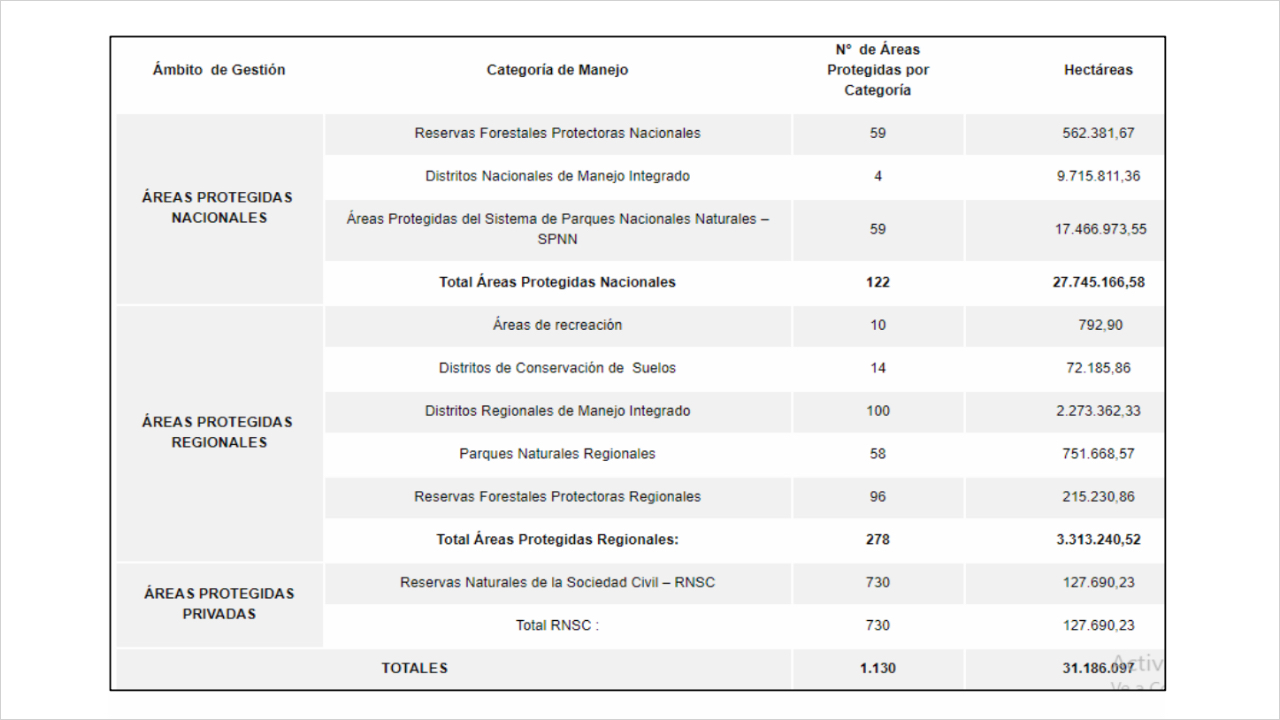 Ámbito de Gestión
Categoría de Manejo
Nº de Áreas
Protegidas por
Categoría
Hectáreas
ÁREAS PROTEGIDAS
NACIONALES
Reservas Forestales Protectoras Nacionales
59
562.381,67
Distritos Nacionales de Manejo Integrado
4
9.715.811,36
Áreas Protegidas del Sistema de Parques Nacionales Naturales –
SPNN
59
17.466.973,55
Total Áreas Protegidas Nacionales
122
27.745.166,58
ÁREAS PROTEGIDAS
REGIONALES
Áreas de recreación
10
792,90
Distritos de Conservación de Suelos
14
72.185,86
Distritos Regionales de Manejo Integrado
100
2.273.362,33
Parques Naturales Regionales
58
751.668,57
Reservas Forestales Protectoras Regionales
96
215.230,86
Total Áreas Protegidas Regionales:
278
3.313.240,52
ÁREAS PROTEGIDAS
PRIVADAS
Reservas Naturales de la Sociedad Civil – RNSC
730
127.690,23
Total RNSC :
730
127.690,23
TOTALES
1.130
31.186.097
Activ